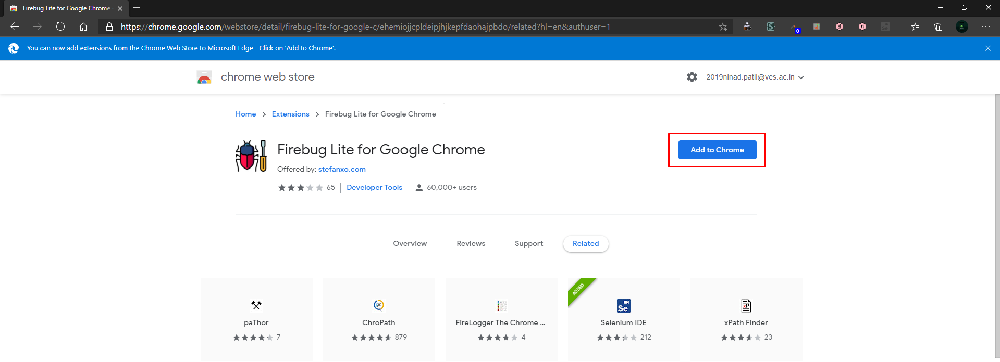 Firebug Lite for Google Chrome
https://chrome.google.com/webstore/detail/firebug-lite-for-google-c/ehemiojjcpldeipjhjkepfdaohajpbdo/related?hl=en&authuser=1
S
0
d
n
You can now add extensions from the Chrome Web Store to Microsoft Edge - Click on 'Add to Chrome'.
chrome web store
2019ninad.patil@ves.ac.in
Home > Extensions > Firebug Lite for Google Chrome
Firebug Lite for Google Chrome
Add to Chrome
Offered by: stefanxo.com
65 Developer Tools 60,000+ users
Overview Reviews Support Related
ADDED
Se
xP
paThor ChroPath FireLogger The Chrome ... Selenium IDE xPath Finder
7 879 4 212 23